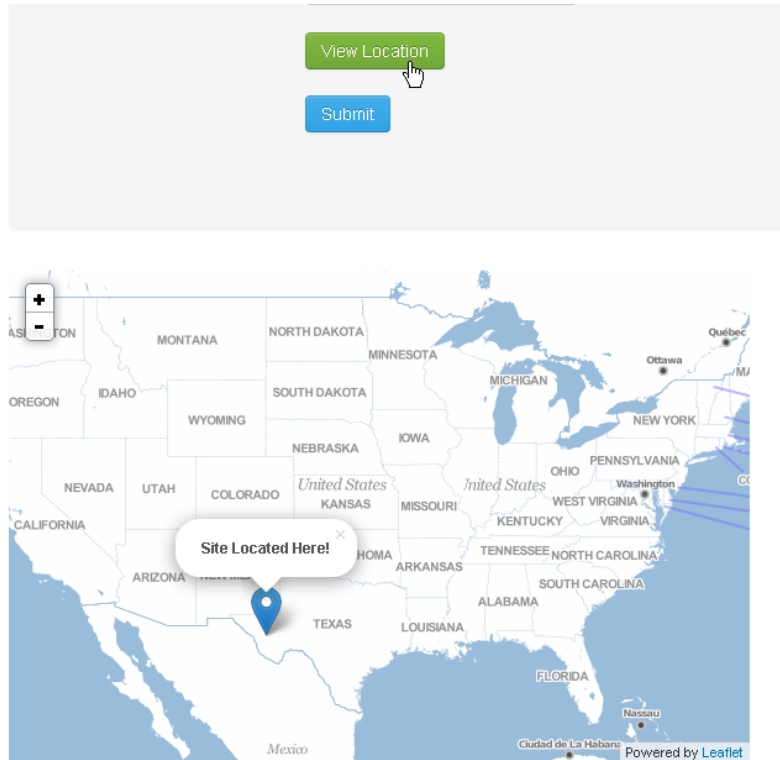 View Location
Submit
+
-
NORTH DAKOTA
MONTANA
MINNESOTA
Québec
Ottawa
MICHIGAN
IDAHO
SOUTH DAKOTA
OREGON
WYOMING
NEW YORK
IOWA
NEBRASKA
PENNSYLVANIA
OHIO
United States
Washington
NEVADA
UTAH
COLORADO
KANSAS
MISSOURI
WEST VIRGINIA
KENTUCKY
VIRGINIA
CALIFORNIA
Site Located Here!
×
TENNESSEE
NORTH CAROLINA
ARKANSAS
ARIZONA
SOUTH CAROLINA
ALABAMA
TEXAS
LOUISIANA
FLORIDA
Nassau
Mexico
Ciudad de La Habana
Powered by Leaflet